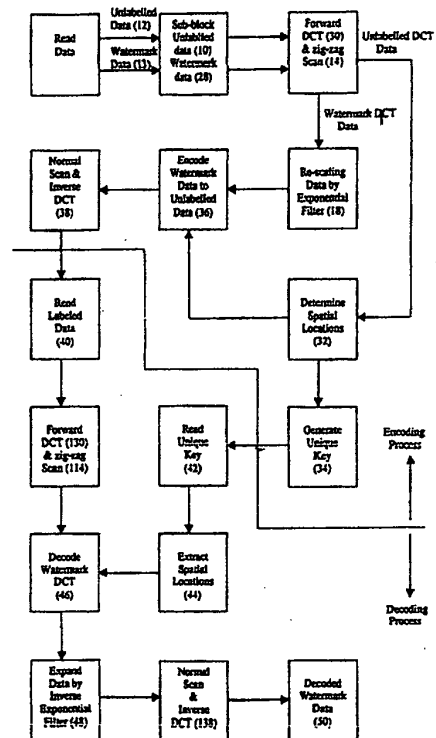 Unlabelled
Data (12)
Read
Data
Watermark
Data (13)
Sub-block
Unlablled
data (10)
Watermark
data (28)
Forward
DCT (30)
& zig-zag
Scan (14)
Unlabelled DCT
Data
Watermark DCT
Data
Normal
Scan &
Inverse
DCT
(38)
Encode
Watermark
Data to
Unlabelled
Data (36)
Re-scaling
Data by
Exponential
Filter (18)
Read
Labeled
Data
(40)
Determine
Spatial
Locations
(32)
Forward
DCT (130)
& zig-zag
Scan (114)
Read
Unique
Key
(42)
Generate
Unique
Key
(34)
Encoding
Process
Decode
Watermark
DCT
(46)
Extract
Spatial
Locations
(44)
Decoding
Process
Expand
Data by
Inverse
Exponential
Filter (48)
Normal
Scan
&
Inverse
DCT (138)
Decoded
Watermark
Data
(50)